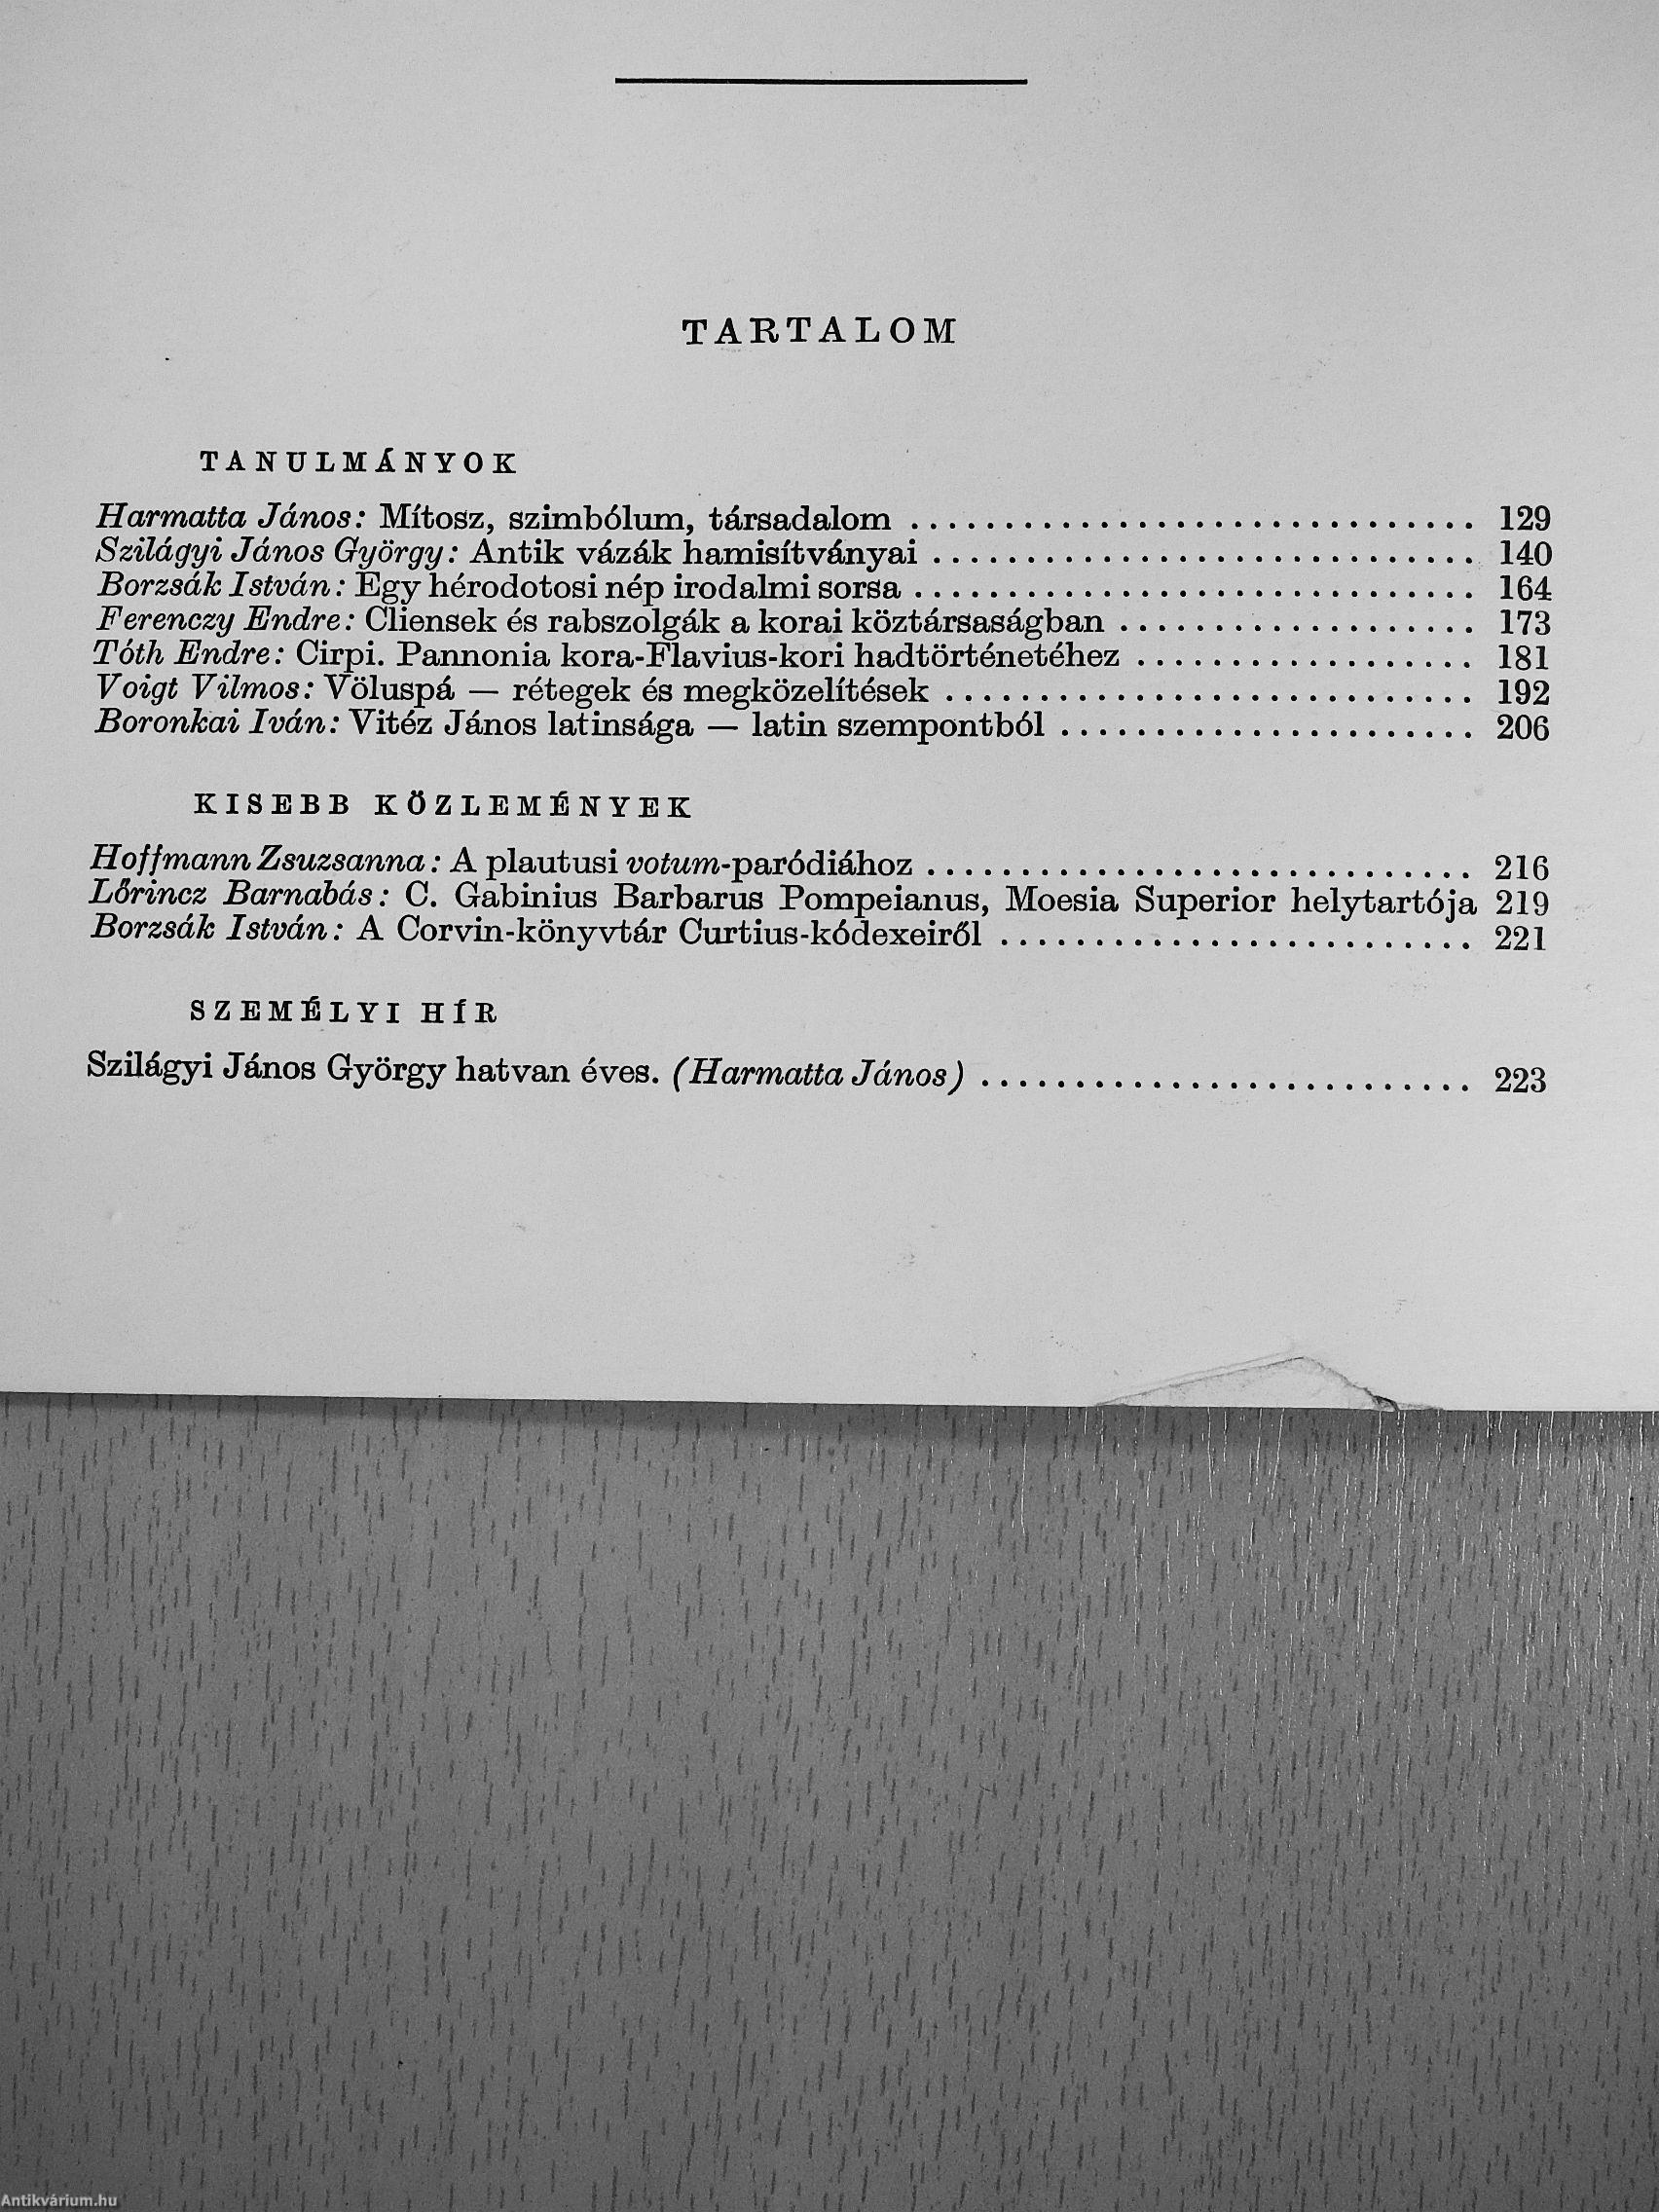 TARTALOM
TANULMÁNYOK
Harmatta János: Mítosz, szimbólum, társadalom .............................. 129
Szilágyi János György: Antik vázák hamisítványai ............................. 140
Borzsák István: Egy hérodotosi nép irodalmi sorsa .............................. 164
Ferenczy Endre: Cliensek és rabszolgák a korai köztársaságban ................... 173
Tóth Endre: Cirpi. Pannonia kora-Flavius-kori hadtörténetéhez .................. 181
Voigt Vilmos: Völuspá — rétegek és megközelítések ............................ 192
Boronkai Iván: Vitéz János latinsága — latin szempontból ...................... 206
KISEBB KÖZLEMÉNYEK
Hoffmann Zsuzsanna: A plautusi votum-paródiához ............................. 216
Lőrincz Barnabás: C. Gabinius Barbarus Pompeianus, Moesia Superior helytartója 219
Borzsák István: A Corvin-könyvtár Curtius-kódexeiről ......................... 221
SZEMÉLYI HÍR
Szilágyi János György hatvan éves. (Harmatta János) .......................... 223
Antikvárium.hu